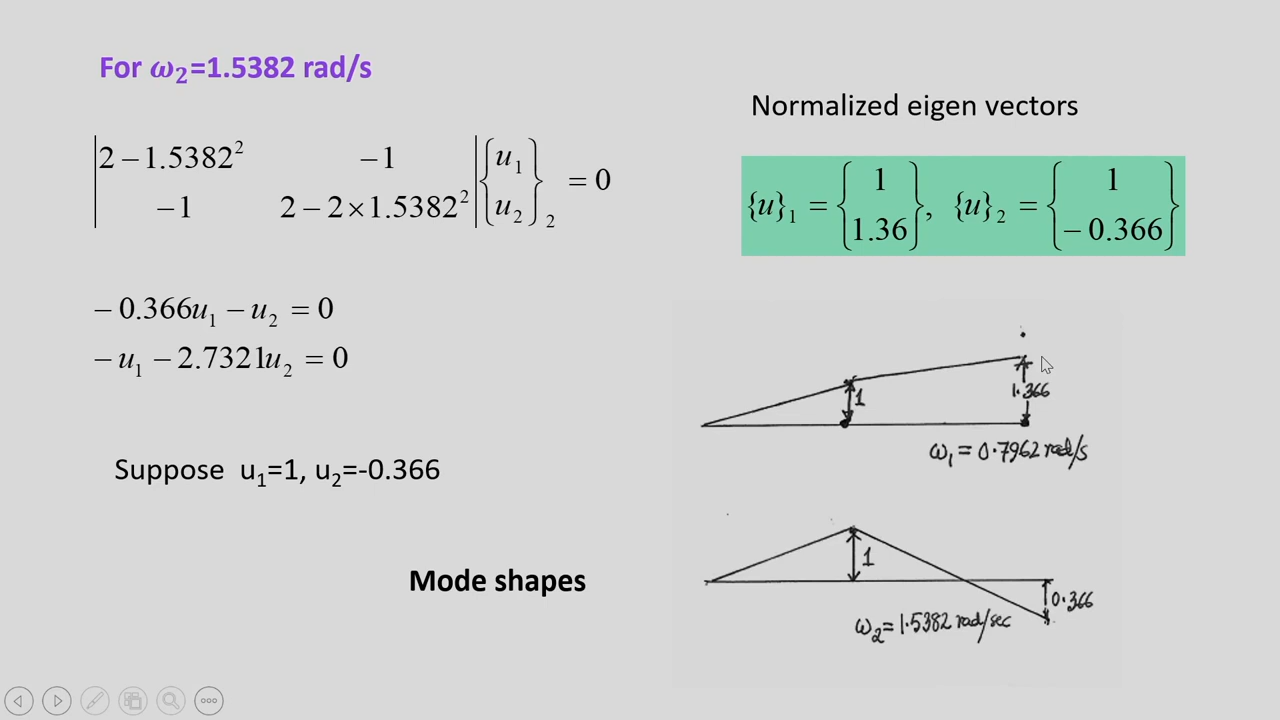 For ω₂=1.5382 rad/s
|2 − 1.5382² −1| {u₁} = 0
|−1 2 − 2×1.5382²| {u₂}₂
− 0.366u₁ − u₂ = 0
− u₁ − 2.7321u₂ = 0
Suppose u₁=1, u₂=-0.366
Mode shapes
Normalized eigen vectors
{u}₁ = {1 1.36}, {u}₂ = {1 − 0.366}
1
1.366
ω₁ = 0.7962 rad/s
1
0.366
ω₂= 1.5382 rad/sec